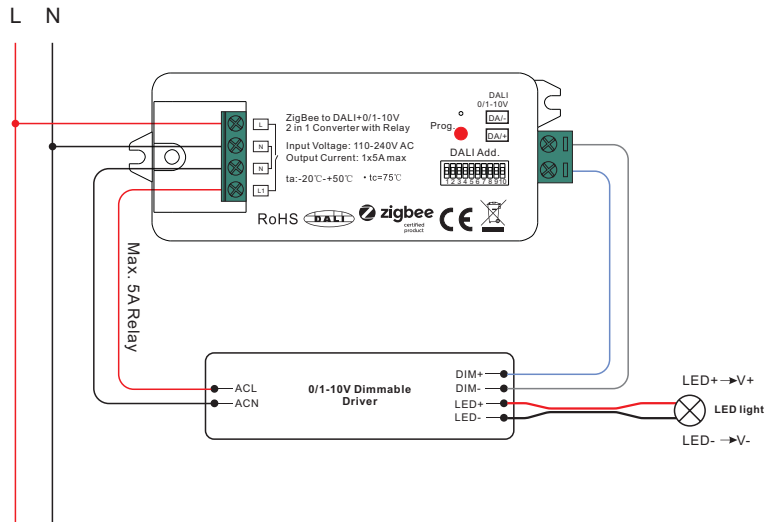 L N
DALI
0/1-10V
ZigBee to DALI+0/1-10V
2 in 1 Converter with Relay
Prog.
DA/-
DA/+
L
N
N
L1
Input Voltage: 110-240V AC
Output Current: 1x5A max
DALI Add.
1 2 3 4 5 6 7 8 9 10
ta:-20℃-+50℃ • tc=75℃
RoHS
DALI
zigbee
certified
product
CE
Max. 5A Relay
ACL
ACN
0/1-10V Dimmable
Driver
DIM+
DIM-
LED+
LED-
LED+→V+
LED light
LED- →V-